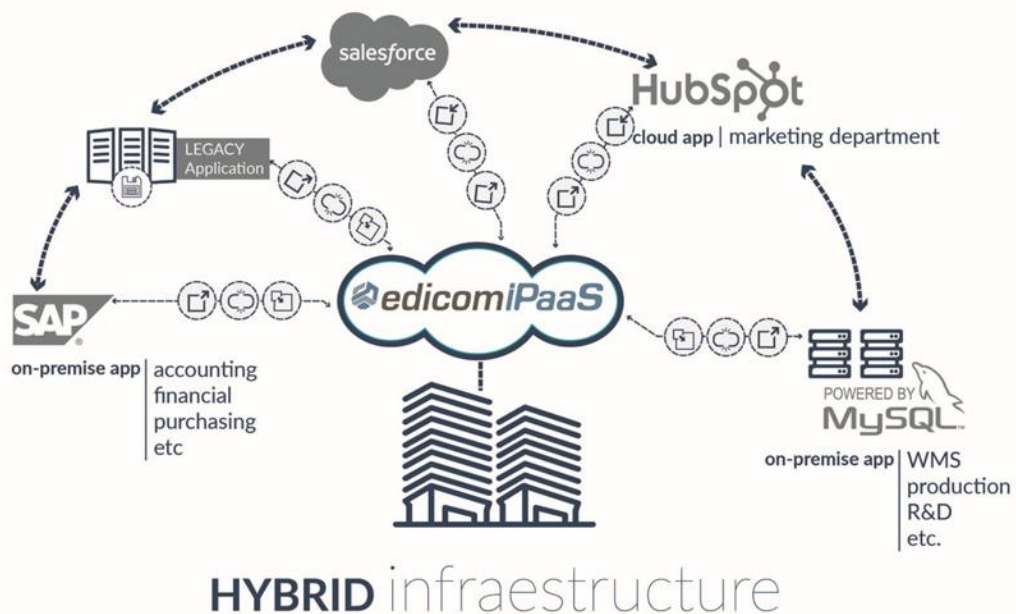 salesforce
HubSpot
cloud app | marketing department
LEGACY
Application
edicomiPaaS
SAP®
on-premise app
accounting
financial
purchasing
etc
POWERED BY
MySQL™
on-premise app
WMS
production
R&D
etc.
HYBRID infraestructure